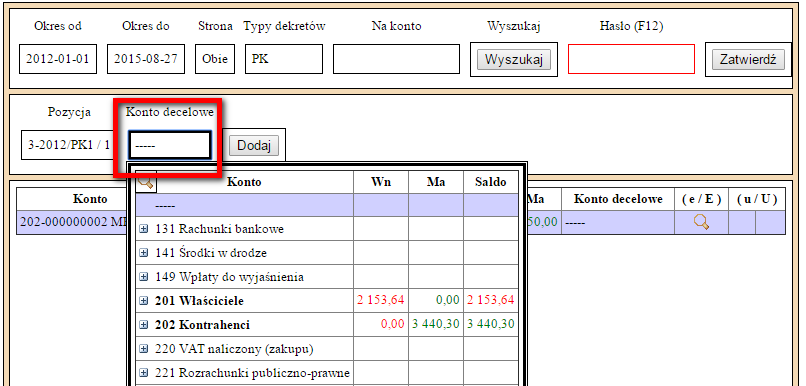 Okres od Okres do Strona Typy dekretów Na konto Wyszukaj Hasło (F12)
2012-01-01 2015-08-27 Obie PK Wyszukaj Zatwierdź
Pozycja Konto decelowe
3-2012/PK1 / 1 ----- Dodaj
Konto Ma Konto decelowe ( e / E ) ( u / U )
202-000000002 50,00 -----
Konto Wn Ma Saldo
-----
131 Rachunki bankowe
141 Środki w drodze
149 Wpłaty do wyjaśnienia
201 Właściciele 2 153,64 0,00 2 153,64
202 Kontrahenci 0,00 3 440,30 3 440,30
220 VAT naliczony (zakupu)
221 Rozrachunki publiczno-prawne